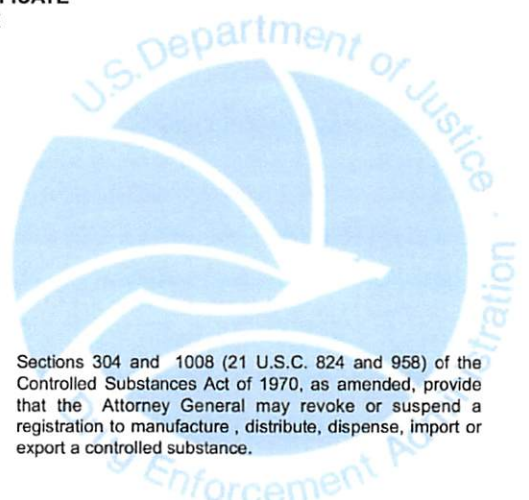 U.S. Department of Justice
Sections 304 and 1008 (21 U.S.C. 824 and 958) of the
Controlled Substances Act of 1970, as amended, provide
that the Attorney General may revoke or suspend a
registration to manufacture , distribute, dispense, import or
export a controlled substance.
Enforcement